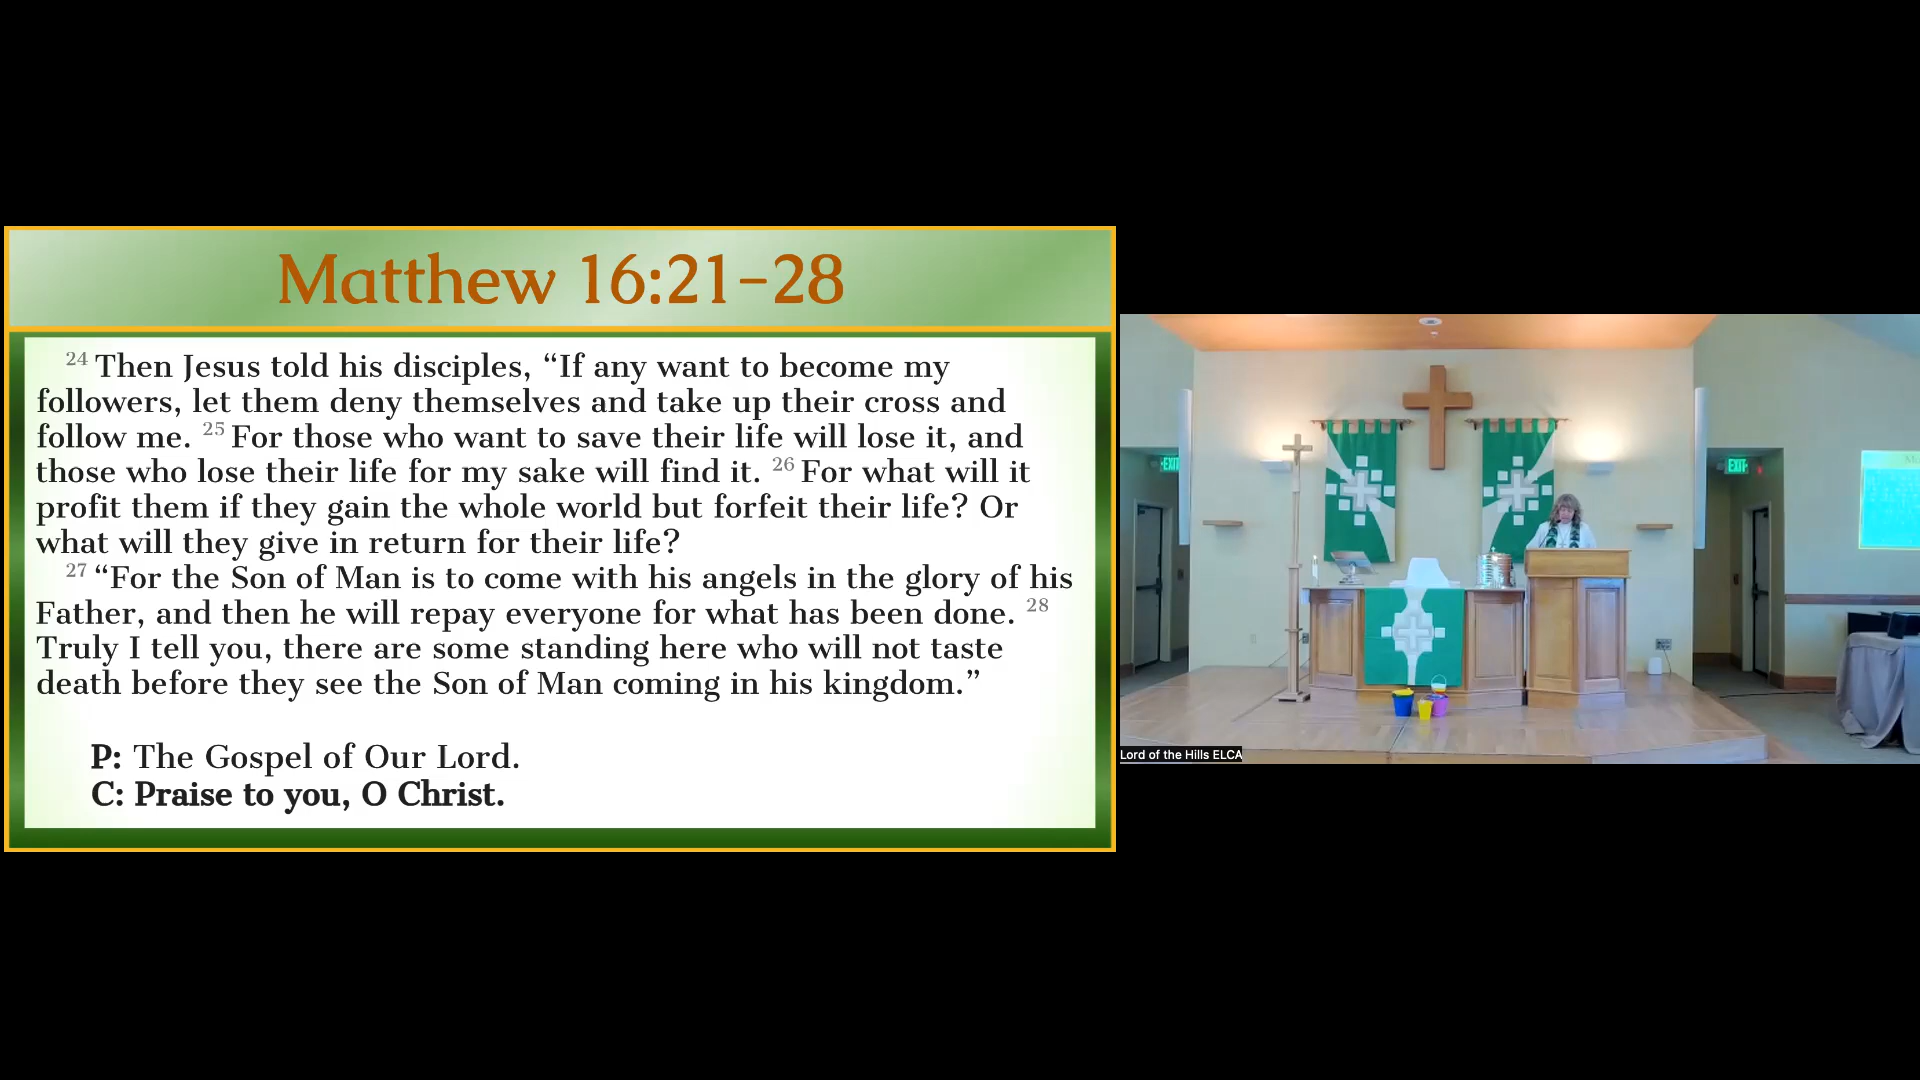 Matthew 16:21-28
24 Then Jesus told his disciples, “If any want to become my
followers, let them deny themselves and take up their cross and
follow me. 25 For those who want to save their life will lose it, and
those who lose their life for my sake will find it. 26 For what will it
profit them if they gain the whole world but forfeit their life? Or
what will they give in return for their life?
27 “For the Son of Man is to come with his angels in the glory of his
Father, and then he will repay everyone for what has been done. 28
Truly I tell you, there are some standing here who will not taste
death before they see the Son of Man coming in his kingdom.”
P: The Gospel of Our Lord.
C: Praise to you, O Christ.
EXIT
EXIT
Lord of the Hills ELCA